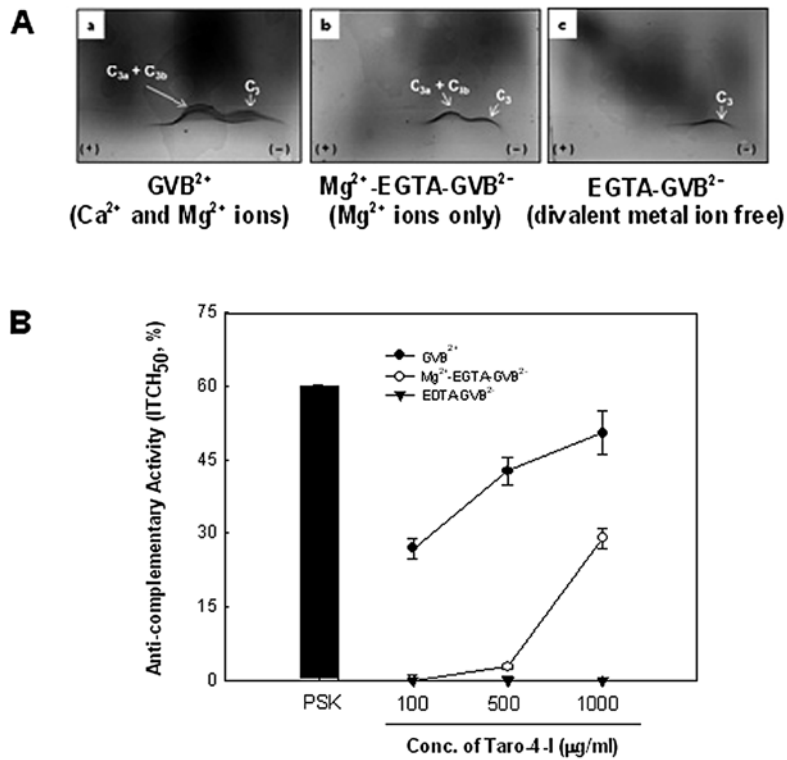 A
a
b
c
C3a + C3b
C3
C3a + C3b
C3
C3
(+)
(-)
(+)
(-)
(+)
(-)
GVB²⁺
(Ca²⁺ and Mg²⁺ ions)
Mg²⁺-EGTA-GVB²⁻
(Mg²⁺ ions only)
EGTA-GVB²⁻
(divalent metal ion free)
B
Anti-complementary Activity (ITCH50, %)
75
60
45
30
15
0
GVB²⁺
Mg²⁺-EGTA-GVB²⁻
EDTA-GVB²⁻
PSK
100
500
1000
Conc. of Taro-4-I (μg/ml)